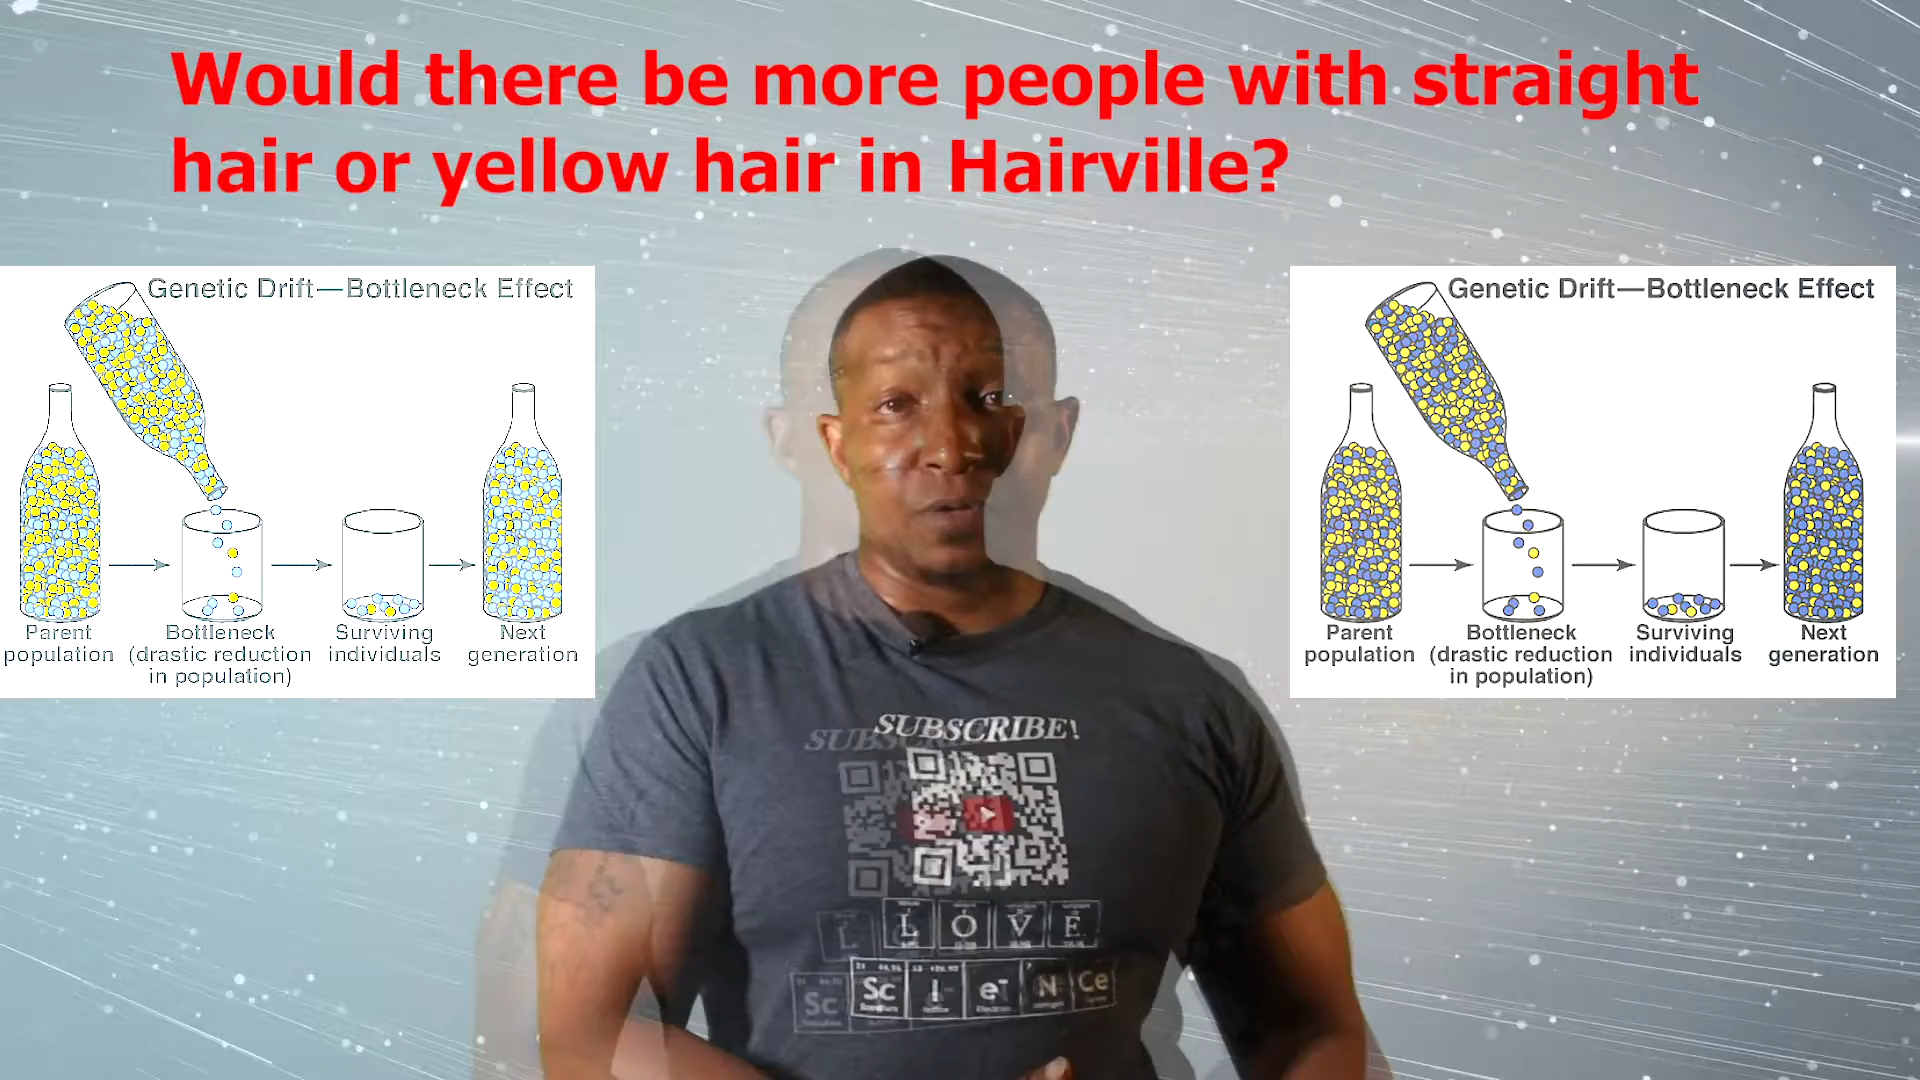 Would there be more people with straight
hair or yellow hair in Hairville?
Genetic Drift—Bottleneck Effect
Parent
population
Bottleneck
(drastic reduction
in population)
Surviving
individuals
Next
generation
Genetic Drift—Bottleneck Effect
Parent
population
Bottleneck
(drastic reduction
in population)
Surviving
individuals
Next
generation
SUBSCRIBE!
L O V E
Sc I e⁻ N Ce